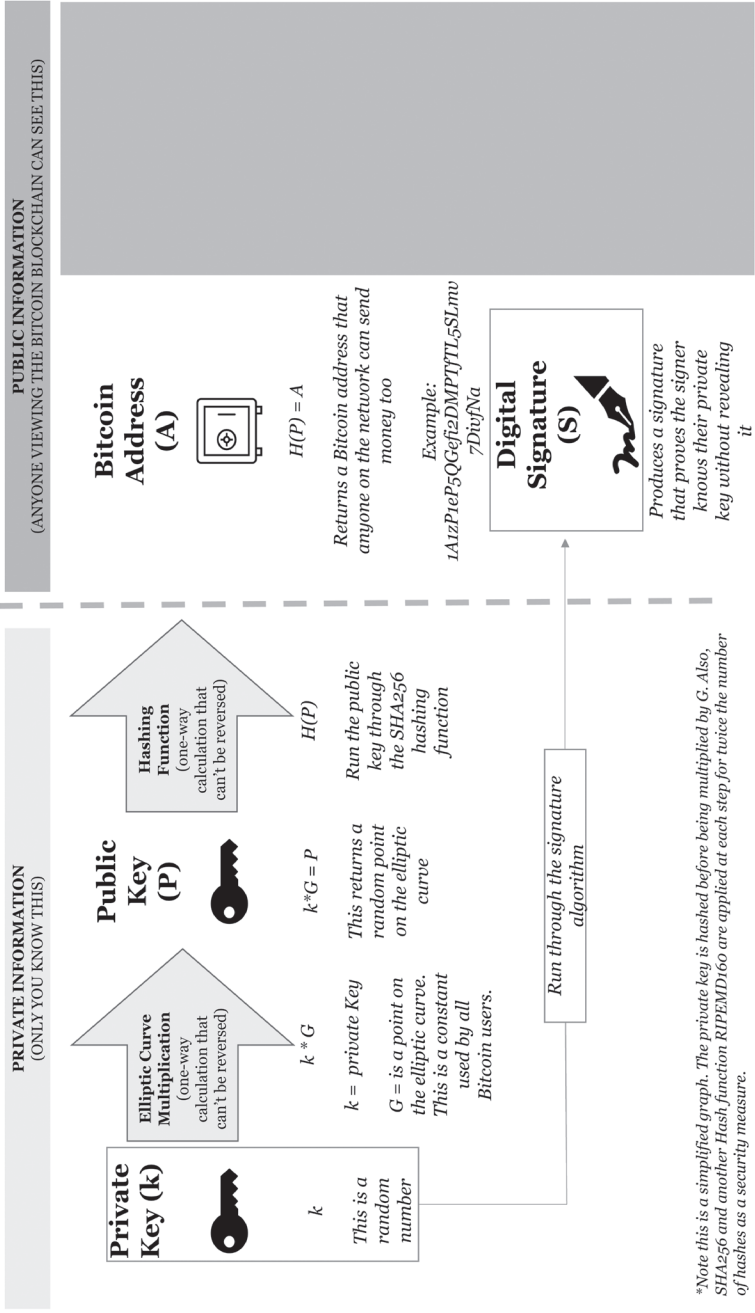 PRIVATE INFORMATION
(ONLY YOU KNOW THIS)
PUBLIC INFORMATION
(ANYONE VIEWING THE BITCOIN BLOCKCHAIN CAN SEE THIS)
Private
Key (k)
k
This is a
random
number
Elliptic Curve
Multiplication
(one-way
calculation that
can't be reversed)
k * G
k = private Key
G = is a point on
the elliptic curve.
This is a constant
used by all
Bitcoin users.
Public
Key
(P)
k*G = P
This returns a
random point
on the elliptic
curve
Hashing
Function
(one-way
calculation that
can't be reversed)
H(P)
Run the public
key through
the SHA256
hashing
function
Bitcoin
Address
(A)
H(P) = A
Returns a Bitcoin address that
anyone on the network can send
money too
Example:
1A1zP1eP5QGefi2DMPTfTL5SLmv
7DivfNa
Run through the signature
algorithm
Digital
Signature
(S)
Produces a signature
that proves the signer
knows their private
key without revealing
it
*Note this is a simplified graph. The private key is hashed before being multiplied by G. Also,
SHA256 and another Hash function RIPEMD160 are applied at each step for twice the number
of hashes as a security measure.